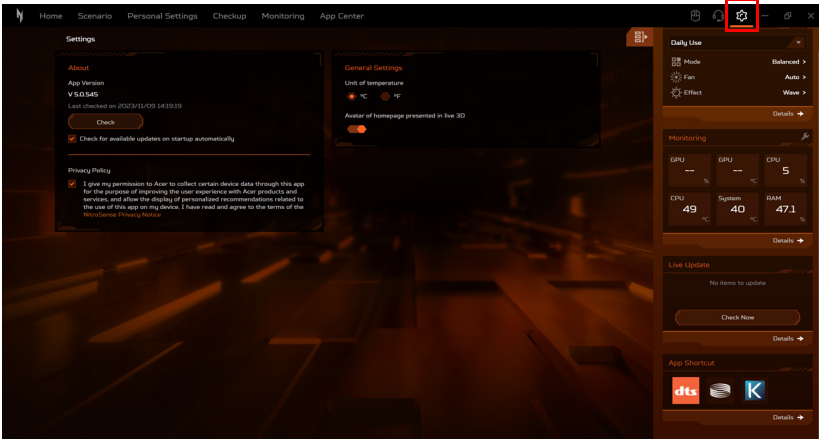 Home Scenario Personal Settings Checkup Monitoring App Center
Settings
About
App Version
V 5.0.545
Last checked on 2023/11/09 14:19:19
Check
Check for available updates on startup automatically
Privacy Policy
I give my permission to Acer to collect certain device data through this app
for the purpose of improving the user experience with Acer products and
services, and allow the display of personalized recommendations related to
the use of this app on my device. I have read and agree to the terms of the
NitroSense Privacy Notice
General Settings
Unit of temperature
°C °F
Avatar of homepage presented in live 3D
Daily Use
Mode Balanced >
Fan Auto >
Effect Wave >
Details →
Monitoring
GPU GPU CPU
-- -- 5
% °C %
CPU System RAM
49 40 47.1
°C °C %
Details →
Live Update
No items to update
Check Now
Details →
App Shortcut
dts K
Details →